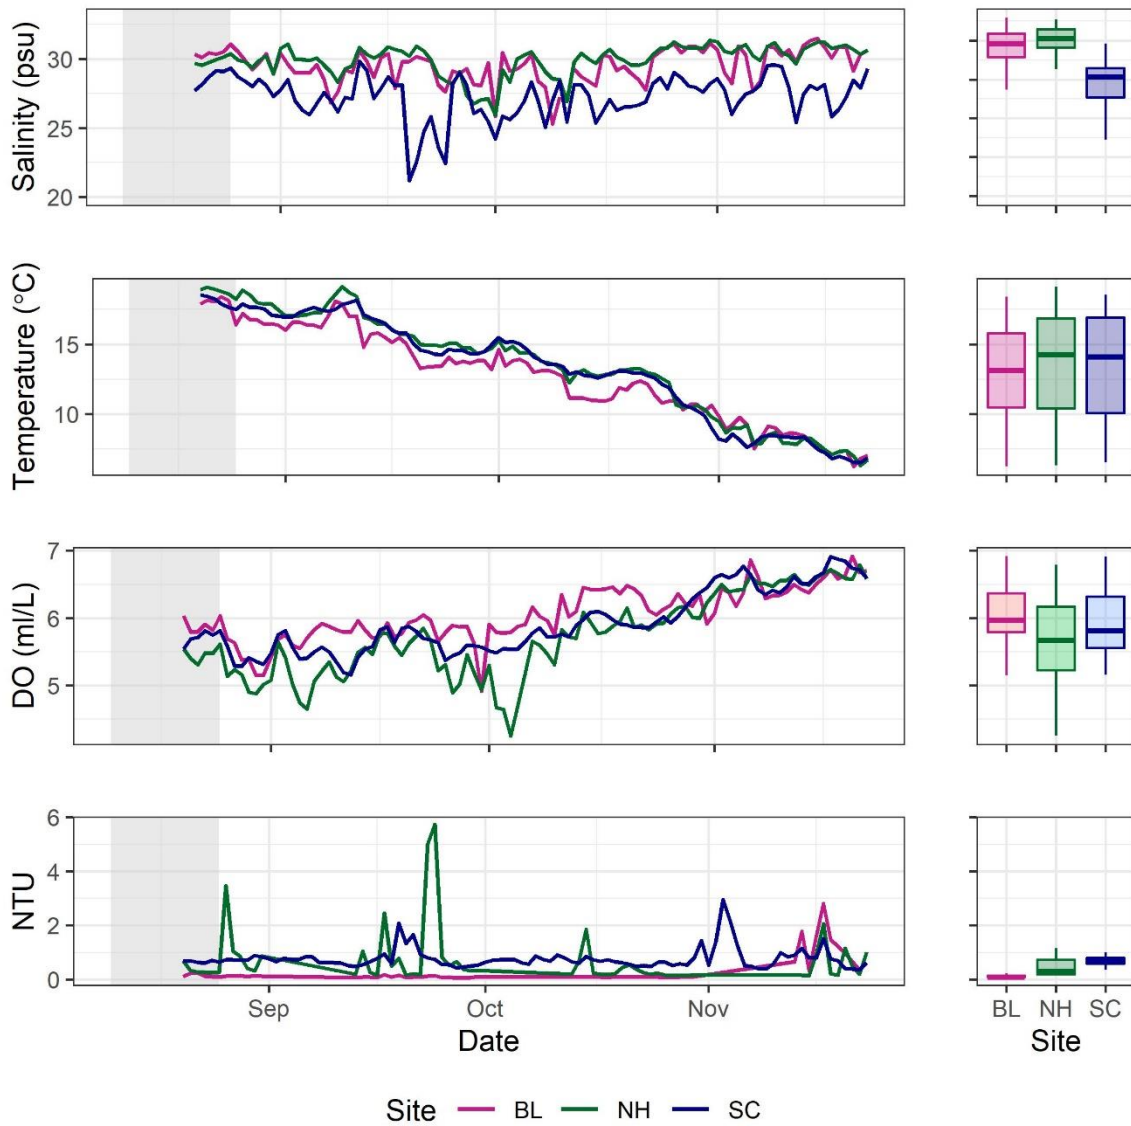 Salinity (psu)
30
25
20
Temperature (°C)
15
10
DO (ml/L)
7
6
5
NTU
6
4
2
0
Sep Oct Nov
Date
BL NH SC
Site
Site BL NH SC